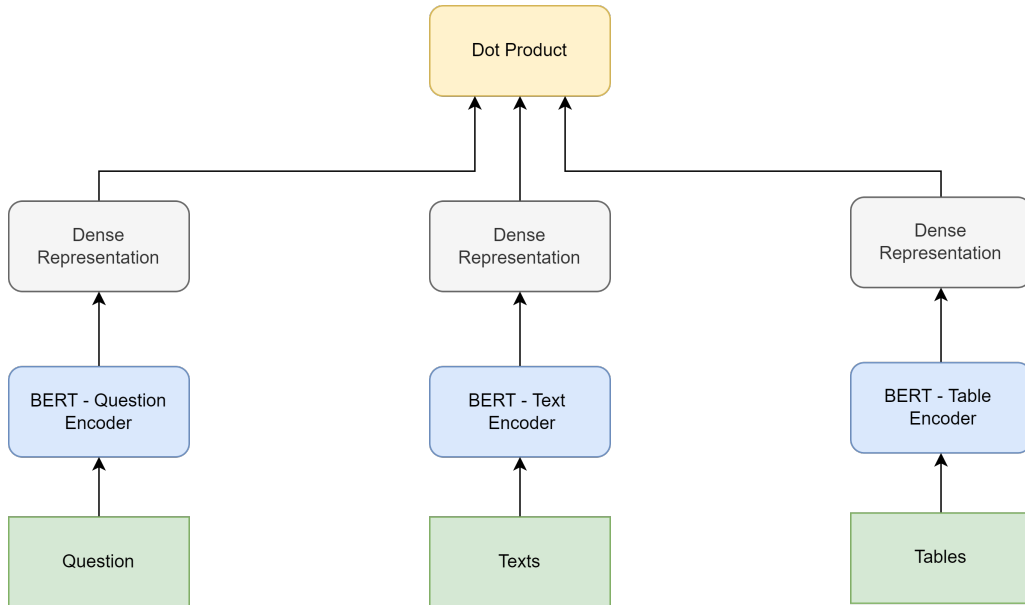 Dot Product
Dense
Representation
Dense
Representation
Dense
Representation
BERT - Question
Encoder
BERT - Text
Encoder
BERT - Table
Encoder
Question
Texts
Tables